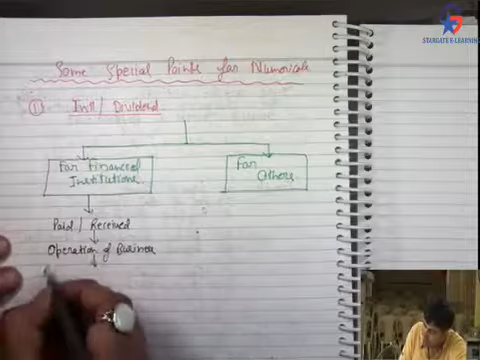 STARGATE E-LEARNING
Some Special Points for Numericals
① Intt/ Dividend
For Financial
Institutions
For
Others
Paid / Received
Operation of Business